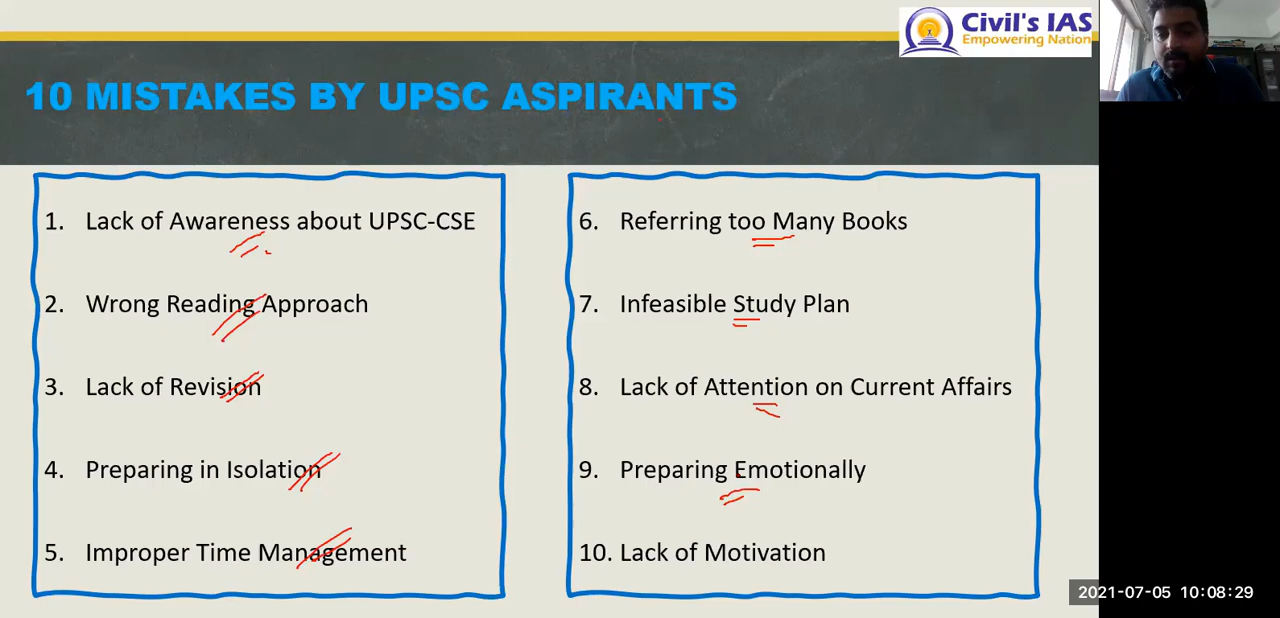 Civil's IAS
Empowering Nation
10 MISTAKES BY UPSC ASPIRANTS
1. Lack of Awareness about UPSC-CSE
2. Wrong Reading Approach
3. Lack of Revision
4. Preparing in Isolation
5. Improper Time Management
6. Referring too Many Books
7. Infeasible Study Plan
8. Lack of Attention on Current Affairs
9. Preparing Emotionally
10. Lack of Motivation
2021-07-05 10:08:29